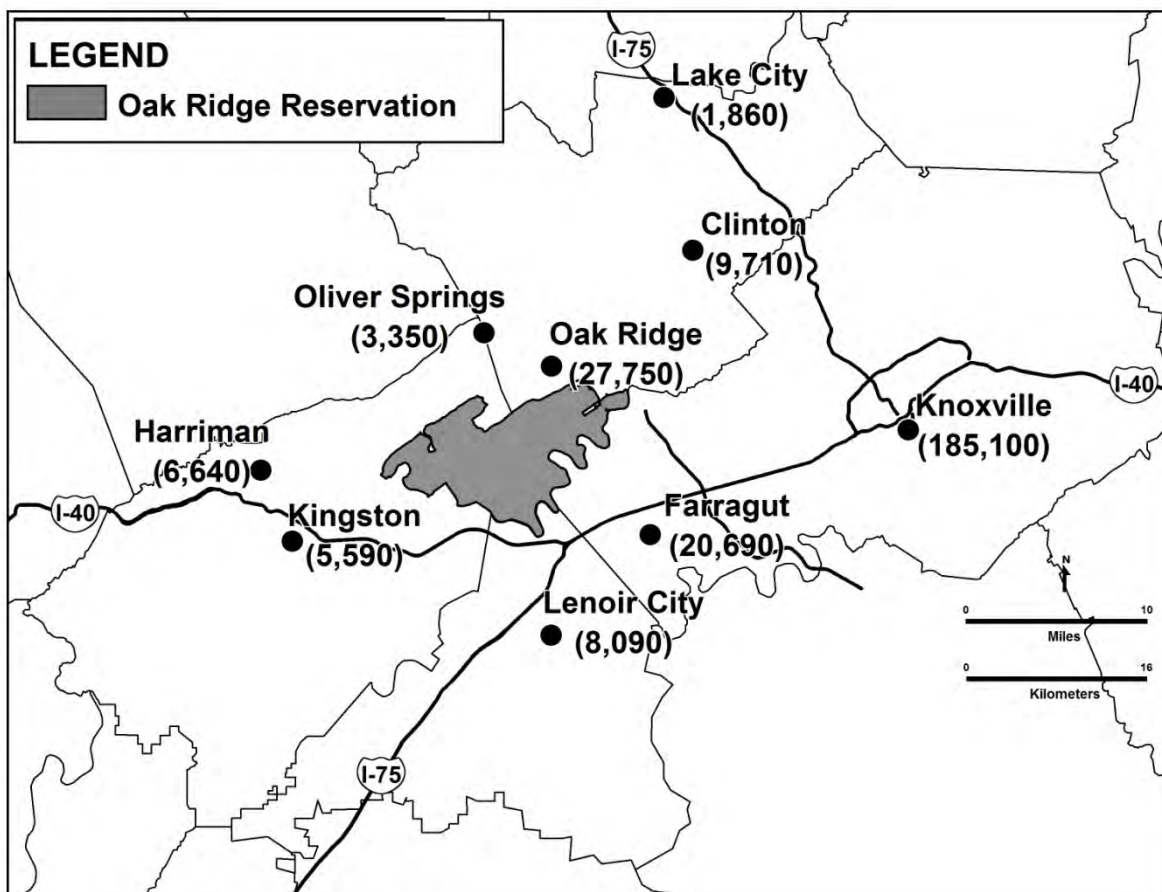 LEGEND
Oak Ridge Reservation
I-75
Lake City
(1,860)
Clinton
(9,710)
Oliver Springs
(3,350)
Oak Ridge
(27,750)
I-40
Knoxville
(185,100)
Harriman
(6,640)
I-40
Kingston
(5,590)
Farragut
(20,690)
Lenoir City
(8,090)
N
0 10
Miles
0 16
Kilometers
I-75